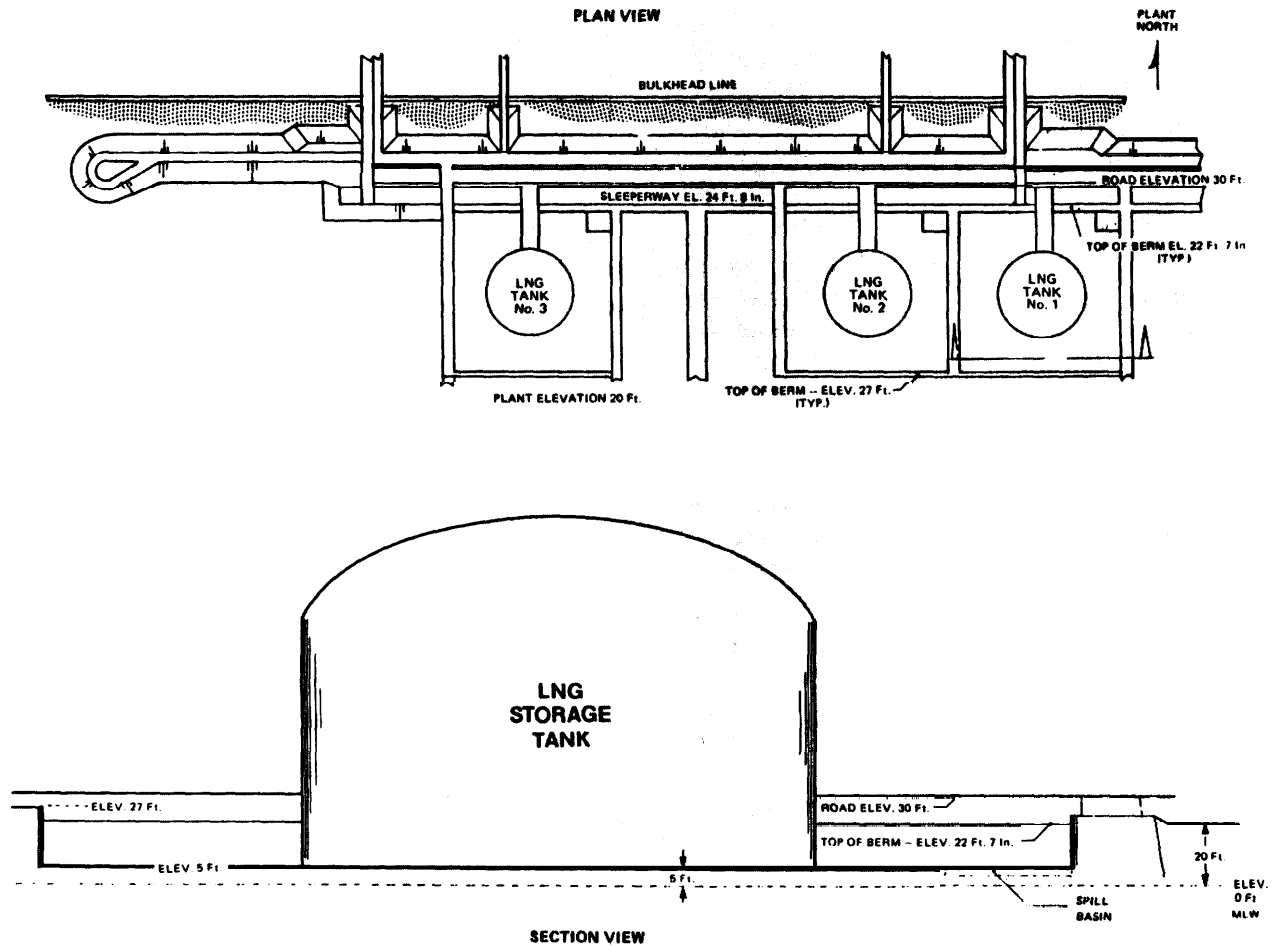 PLAN VIEW
PLANT
NORTH
BULKHEAD LINE
ROAD ELEVATION 30 Ft.
SLEEPERWAY EL. 24 Ft. 8 In.
TOP OF BERM EL. 22 Ft 7 In
(TYP.)
LNG
TANK
No. 3
LNG
TANK
No. 2
LNG
TANK
No. 1
PLANT ELEVATION 20 Ft.
TOP OF BERM -- ELEV. 27 Ft.
(TYP.)
LNG
STORAGE
TANK
ELEV. 27 Ft.
ROAD ELEV. 30 Ft.
TOP OF BERM - ELEV. 22 Ft. 7 In.
ELEV. 5 Ft.
5 Ft.
20 Ft.
SPILL
BASIN
ELEV.
0 Ft
MLW
SECTION VIEW